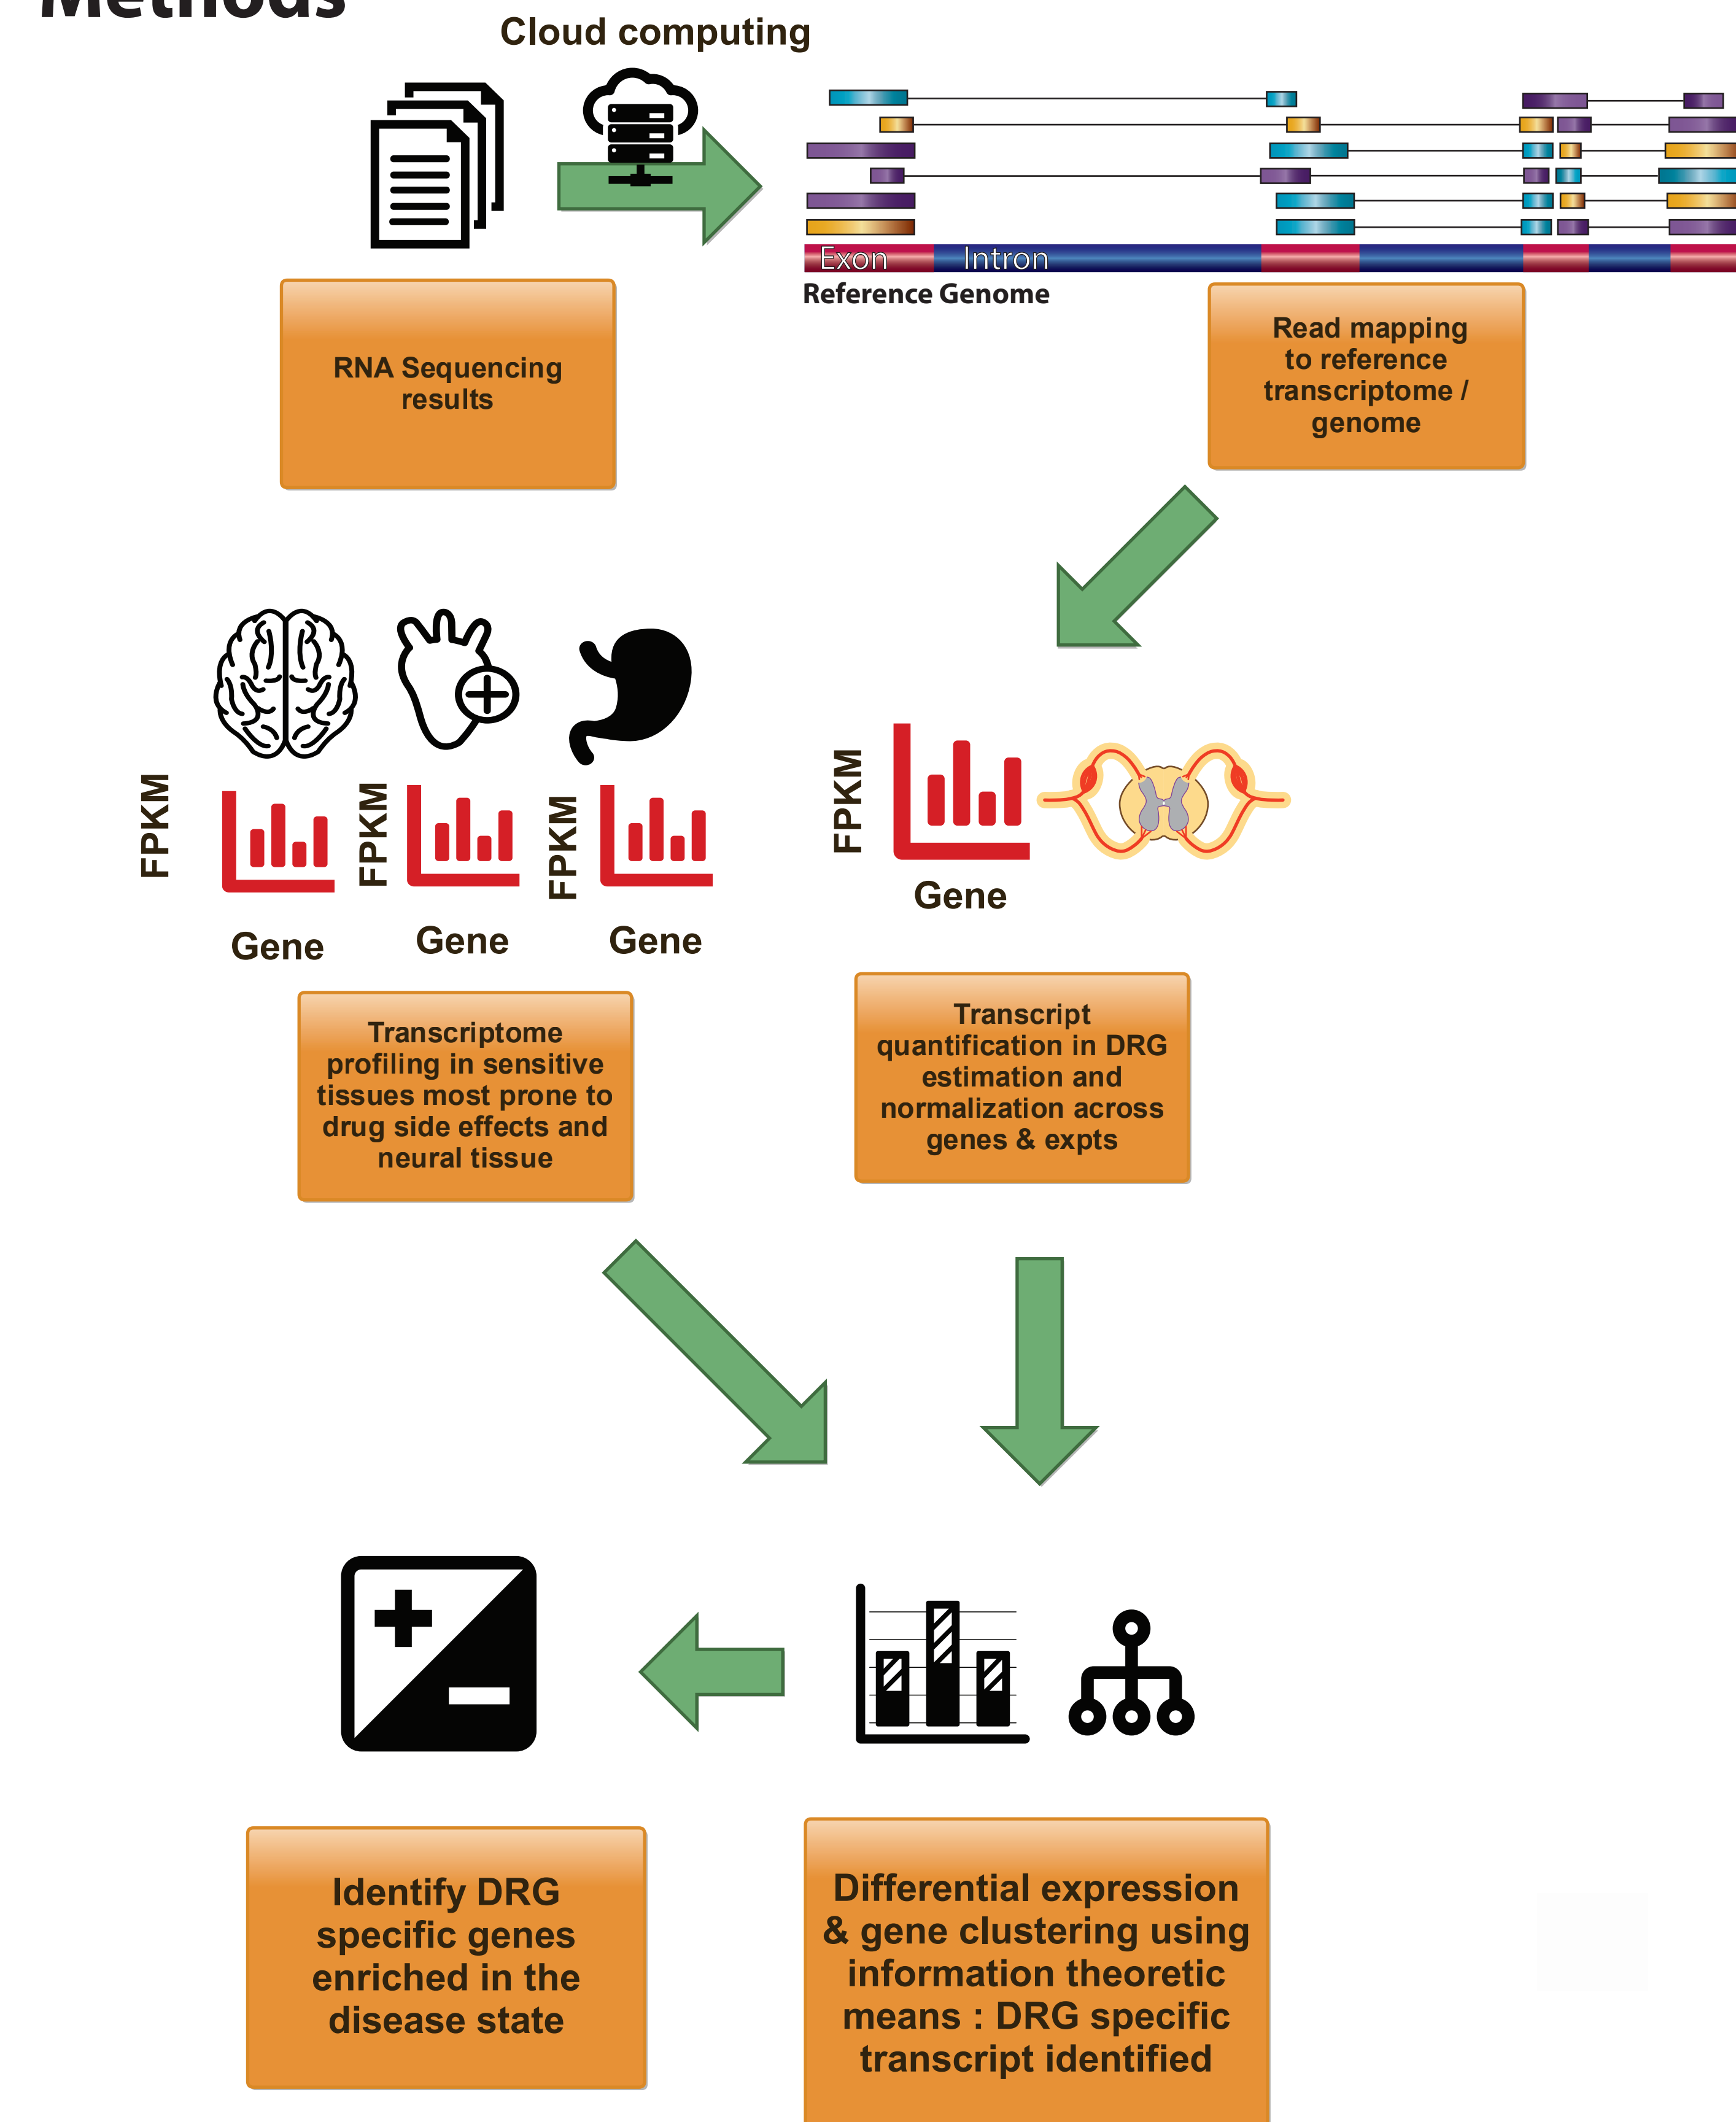 Methods
Cloud computing
Exon Intron
Reference Genome
RNA Sequencing
results
Read mapping
to reference
transcriptome /
genome
FPKM
FPKM
FPKM
FPKM
Gene
Gene
Gene
Gene
Transcriptome
profiling in sensitive
tissues most prone to
drug side effects and
neural tissue
Transcript
quantification in DRG
estimation and
normalization across
genes & expts
Identify DRG
specific genes
enriched in the
disease state
Differential expression
& gene clustering using
information theoretic
means : DRG specific
transcript identified